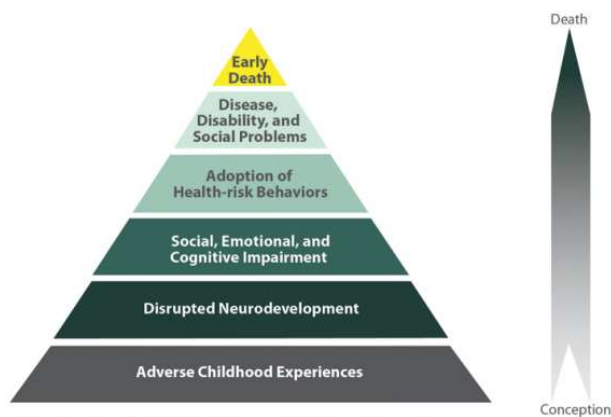 Death
Early
Death
Disease,
Disability, and
Social Problems
Adoption of
Health-risk Behaviors
Social, Emotional, and
Cognitive Impairment
Disrupted Neurodevelopment
Adverse Childhood Experiences
Conception